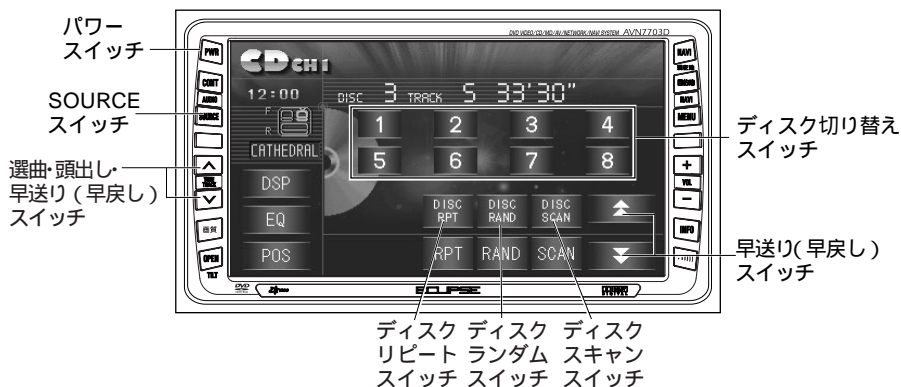 パワー
スイッチ
SOURCE
スイッチ
選曲・頭出し・
早送り(早戻し)
スイッチ
DVD VIDEO/CD/MD/AV/NETWORK/NAVI SYSTEM AVN7703D
PWR
CONT
AUDIO
SOURCE
画質
OPEN
TILT
CD CH1
12:00
DISC 3 TRACK 5 33'30"
F
R
CATHEDRAL
1 2 3 4
5 6 7 8
DSP
EQ
POS
DISC RPT
DISC RAND
DISC SCAN
RPT RAND SCAN
NAVI
NAVI
MENU
+
VOL
−
INFO
DVD
ECLIPSE
DIGITAL
ディスク切り替え
スイッチ
早送り(早戻し)
スイッチ
ディスク
リピート
スイッチ
ディスク
ランダム
スイッチ
ディスク
スキャン
スイッチ